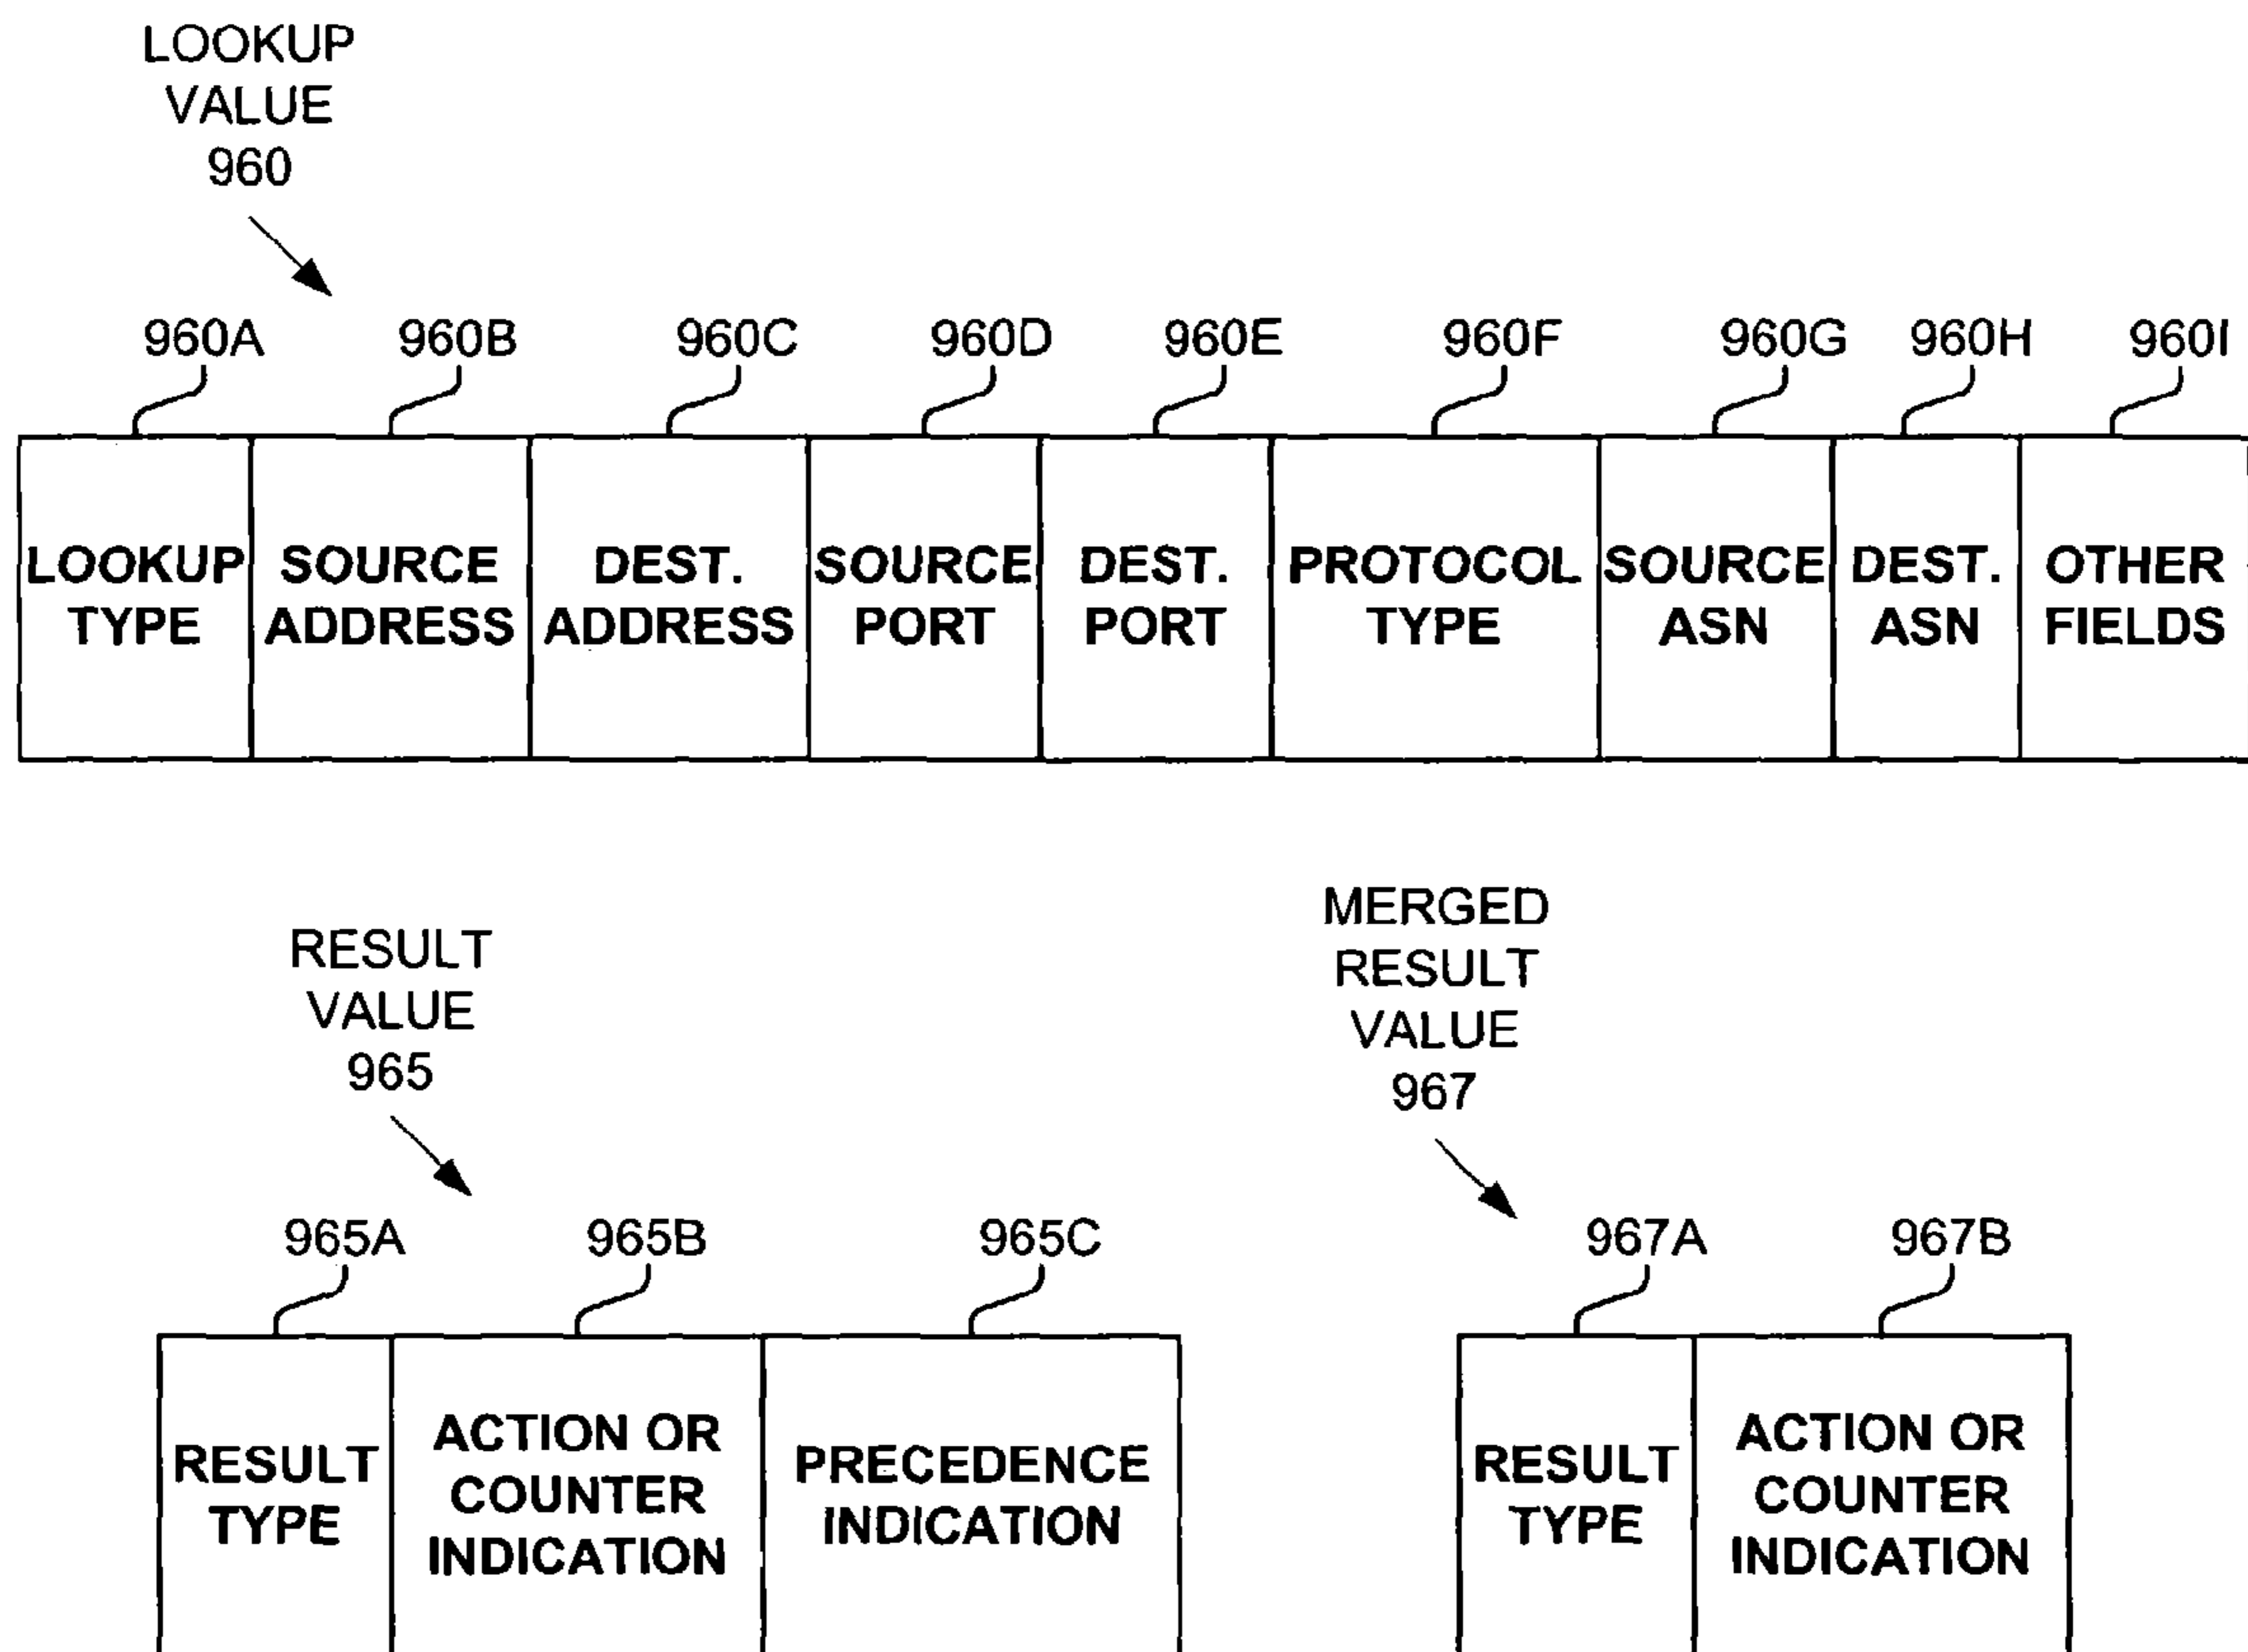 LOOKUP
VALUE
960
960A 960B 960C 960D 960E 960F 960G 960H 960I
LOOKUP
TYPE
SOURCE
ADDRESS
DEST.
ADDRESS
SOURCE
PORT
DEST.
PORT
PROTOCOL
TYPE
SOURCE
ASN
DEST.
ASN
OTHER
FIELDS
RESULT
VALUE
965
965A 965B 965C
RESULT
TYPE
ACTION OR
COUNTER
INDICATION
PRECEDENCE
INDICATION
MERGED
RESULT
VALUE
967
967A 967B
RESULT
TYPE
ACTION OR
COUNTER
INDICATION